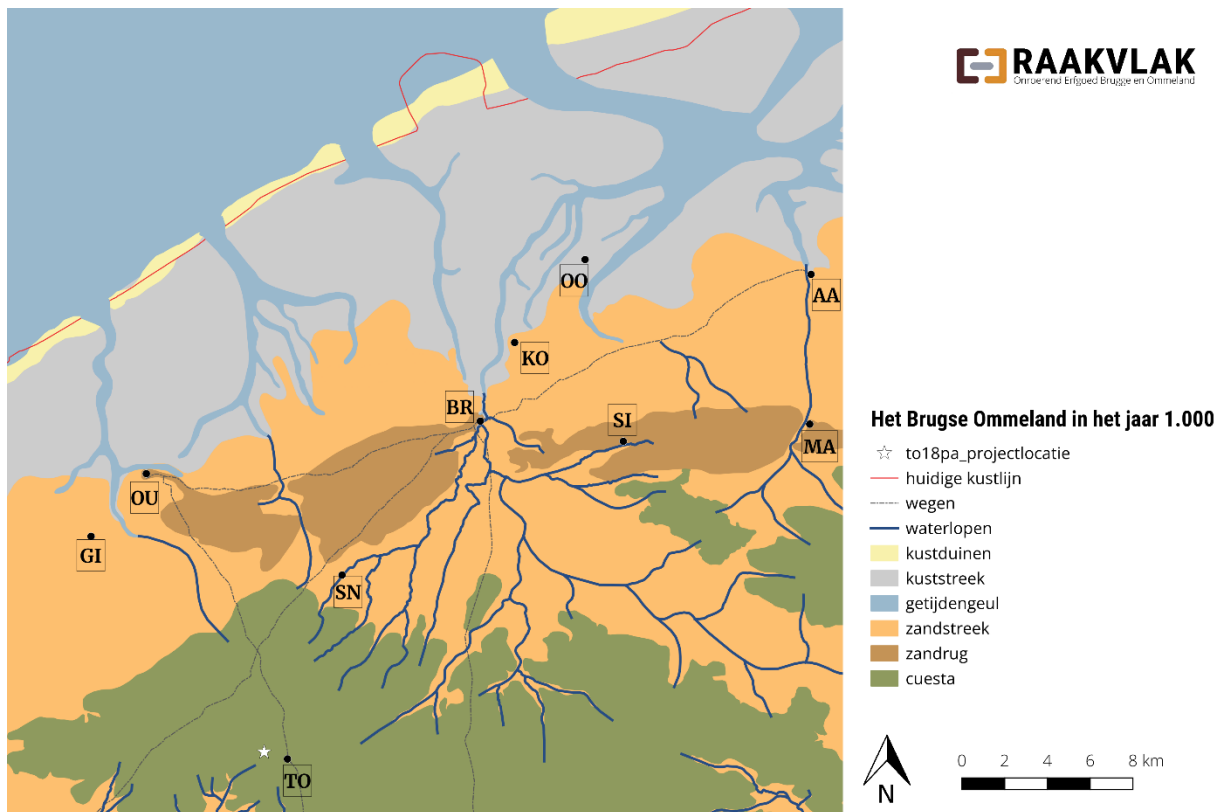 RAAKVLAK
Onroerend Erfgoed Brugge en Ommeland
OO
AA
KO
BR
SI
MA
OU
GI
SN
TO
Het Brugse Ommeland in het jaar 1.000
to18pa_projectlocatie
huidige kustlijn
wegen
waterlopen
kustduinen
kuststreek
getijdengeul
zandstreek
zandrug
cuesta
N
0 2 4 6 8 km